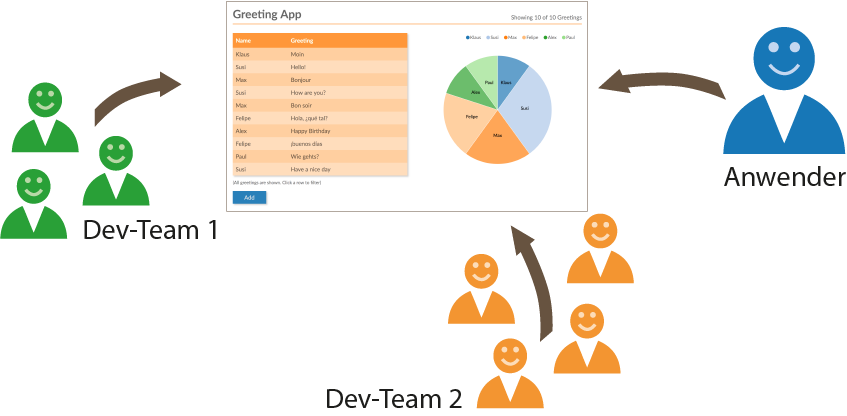 Greeting App
Showing 10 of 10 Greetings
Name Greeting
Klaus Moin
Susi Hello!
Max Bonjour
Susi How are you?
Max Bon soir
Felipe Hola, ¿qué tal?
Alex Happy Birthday
Felipe ¡buenos días
Paul Wie gehts?
Susi Have a nice day
(All greetings are shown. Click a row to filter)
Add
Klaus Susi Max Felipe Alex Paul
Paul Klaus
Alex
Susi
Felipe
Max
Anwender
Dev-Team 1
Dev-Team 2